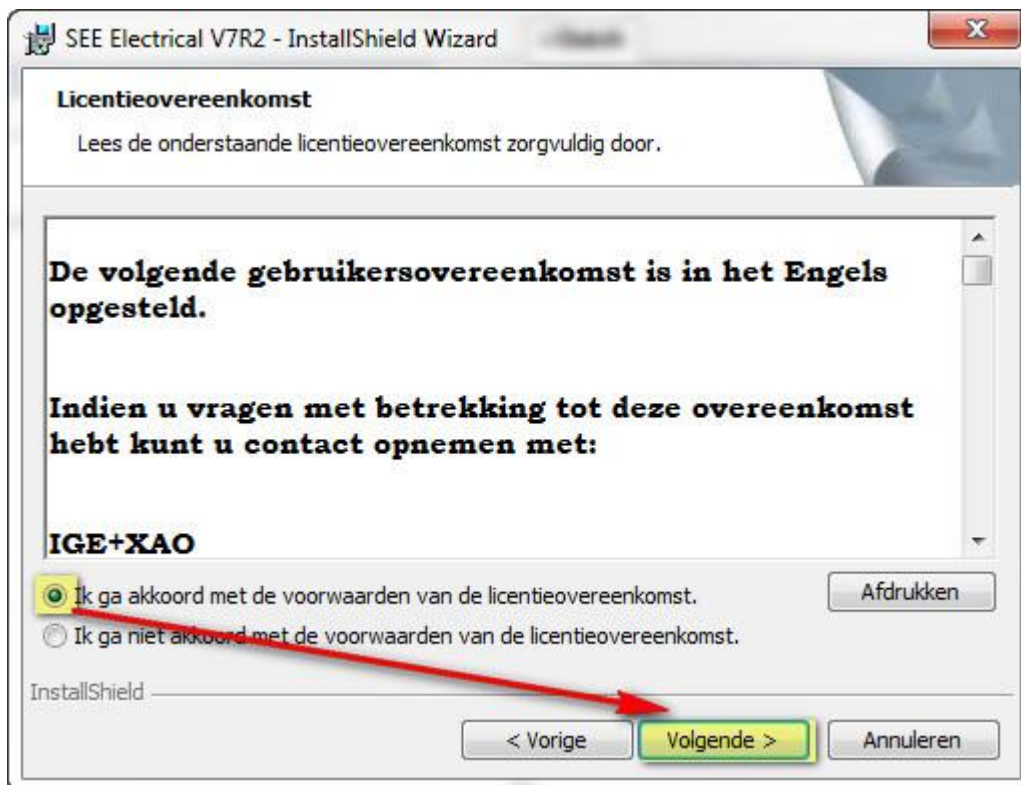 SEE Electrical V7R2 - InstallShield Wizard
Licentieovereenkomst
Lees de onderstaande licentieovereenkomst zorgvuldig door.
De volgende gebruikersovereenkomst is in het Engels
opgesteld.
Indien u vragen met betrekking tot deze overeenkomst
hebt kunt u contact opnemen met:
IGE+XAO
Ik ga akkoord met de voorwaarden van de licentieovereenkomst.
Afdrukken
Ik ga niet akkoord met de voorwaarden van de licentieovereenkomst.
InstallShield
< Vorige
Volgende >
Annuleren